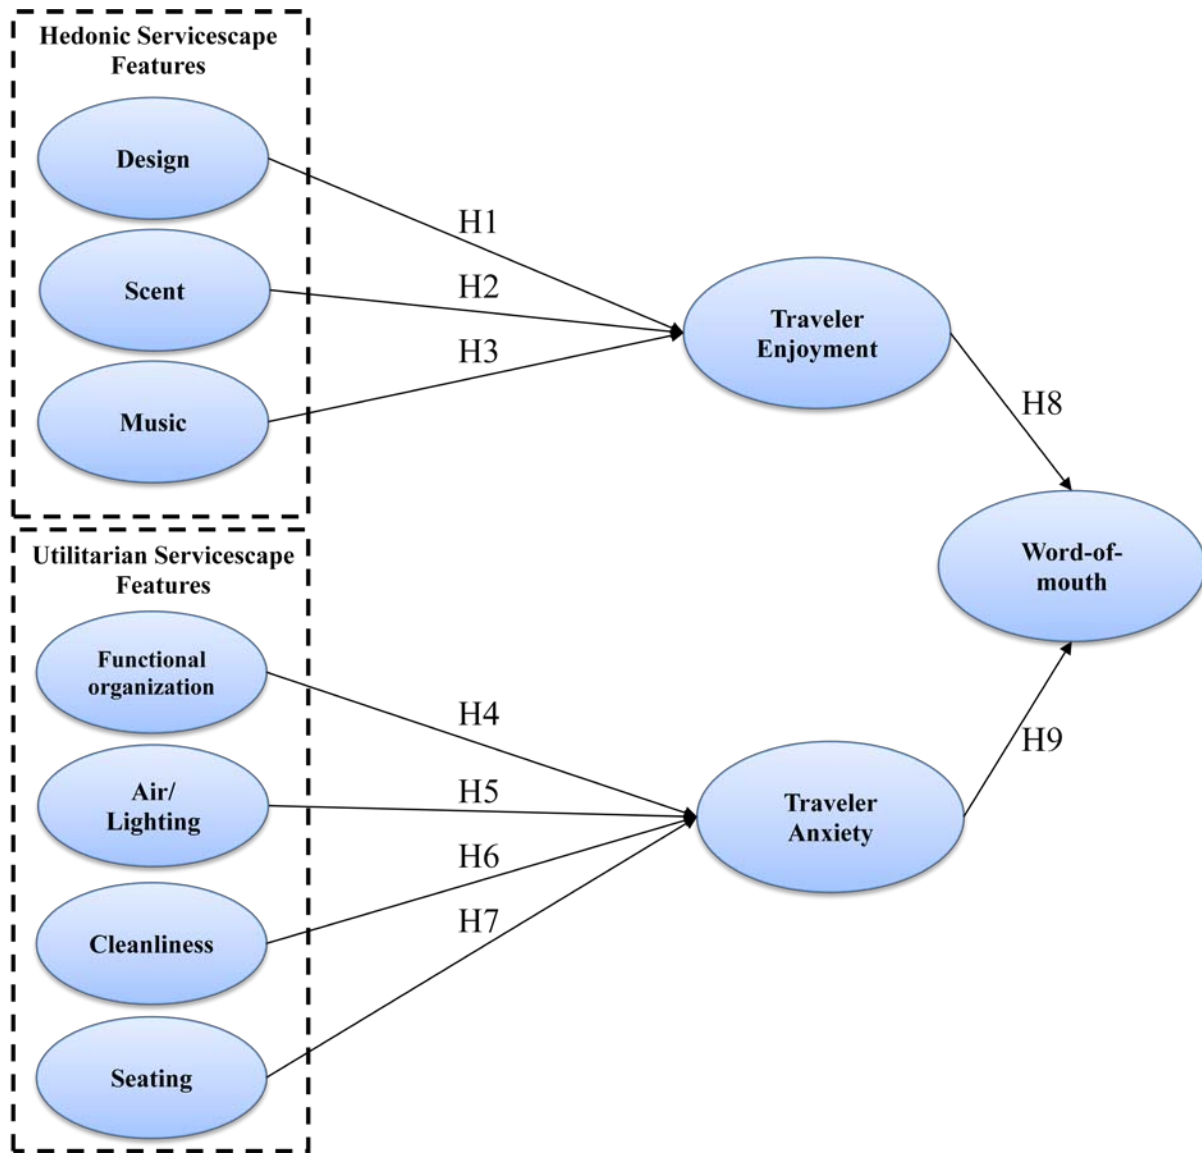 Hedonic Servicescape
Features
Design
Scent
Music
H1
H2
H3
Traveler
Enjoyment
H8
Word-of-
mouth
Utilitarian Servicescape
Features
Functional
organization
Air/
Lighting
Cleanliness
Seating
H4
H5
H6
H7
Traveler
Anxiety
H9